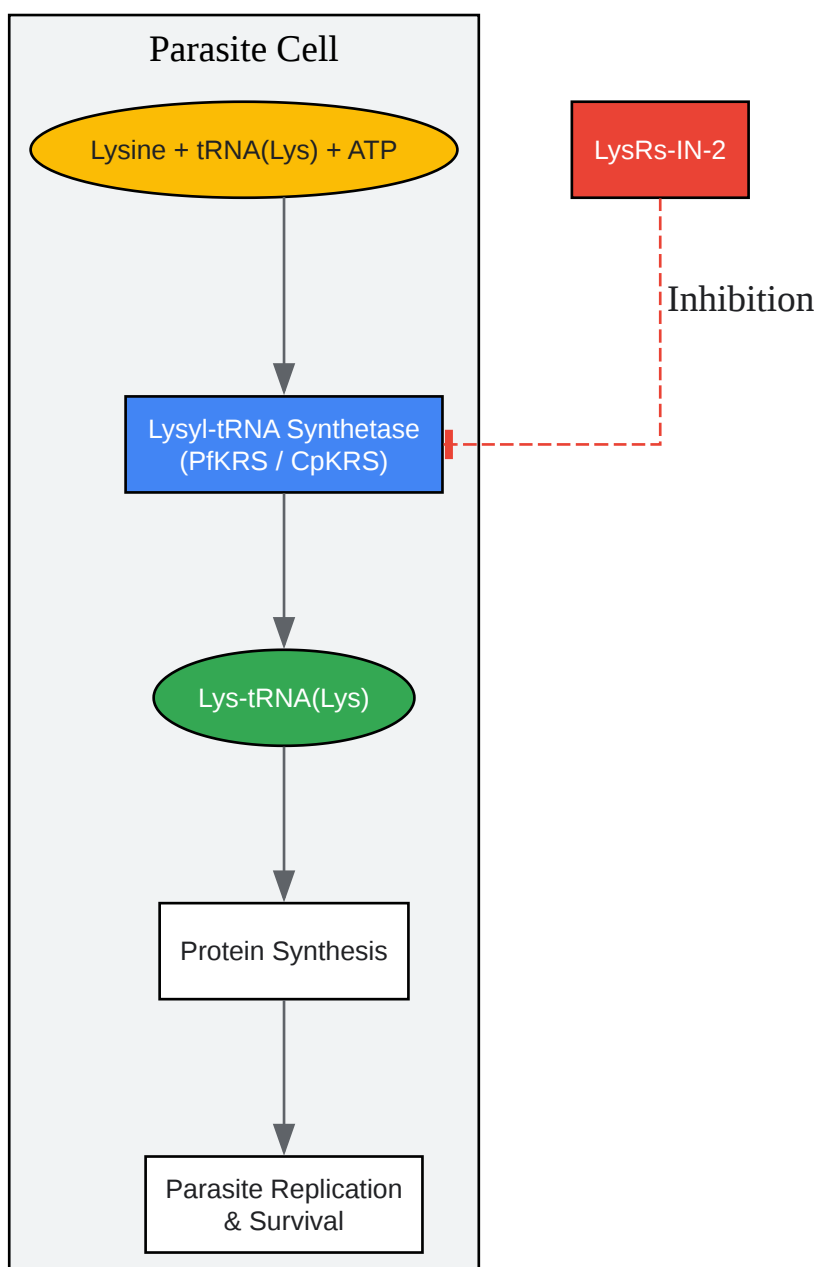 Parasite Cell
Lysine + tRNA(Lys) + ATP
LysRs-IN-2
Inhibition
Lysyl-tRNA Synthetase
(PfKRS / CpKRS)
Lys-tRNA(Lys)
Protein Synthesis
Parasite Replication
& Survival